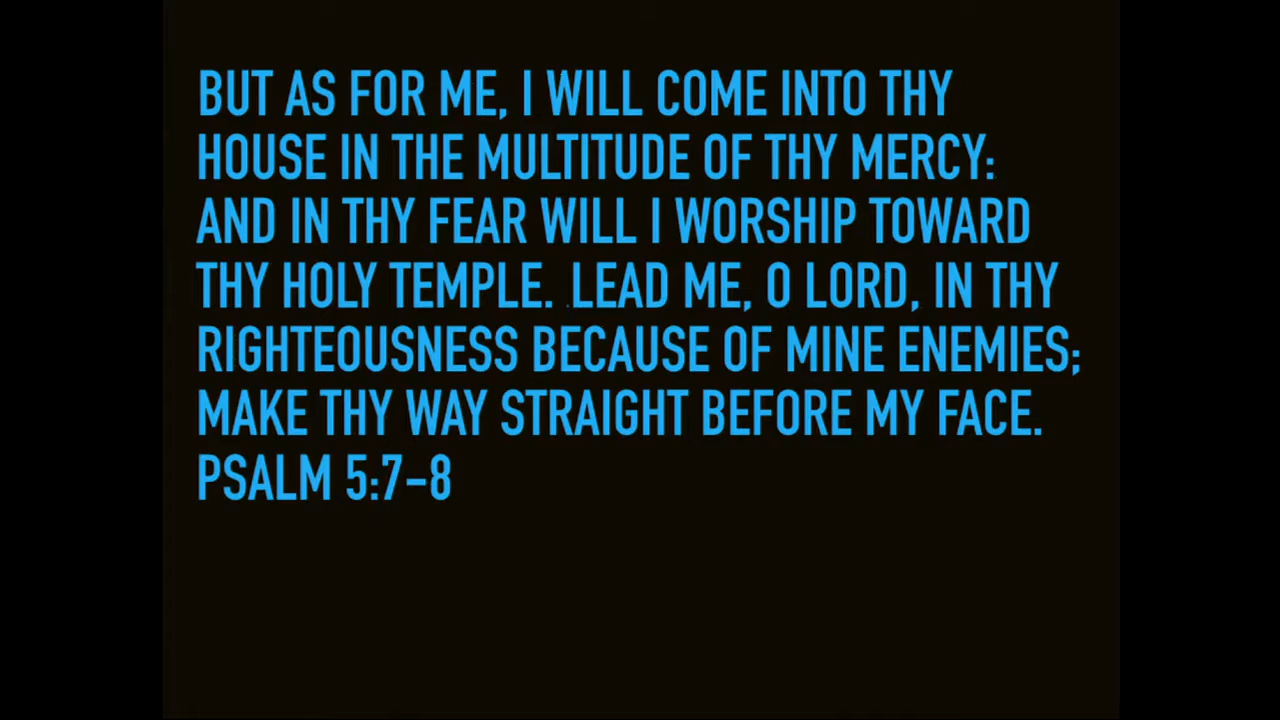 BUT AS FOR ME, I WILL COME INTO THY
HOUSE IN THE MULTITUDE OF THY MERCY:
AND IN THY FEAR WILL I WORSHIP TOWARD
THY HOLY TEMPLE. LEAD ME, O LORD, IN THY
RIGHTEOUSNESS BECAUSE OF MINE ENEMIES;
MAKE THY WAY STRAIGHT BEFORE MY FACE.
PSALM 5:7-8